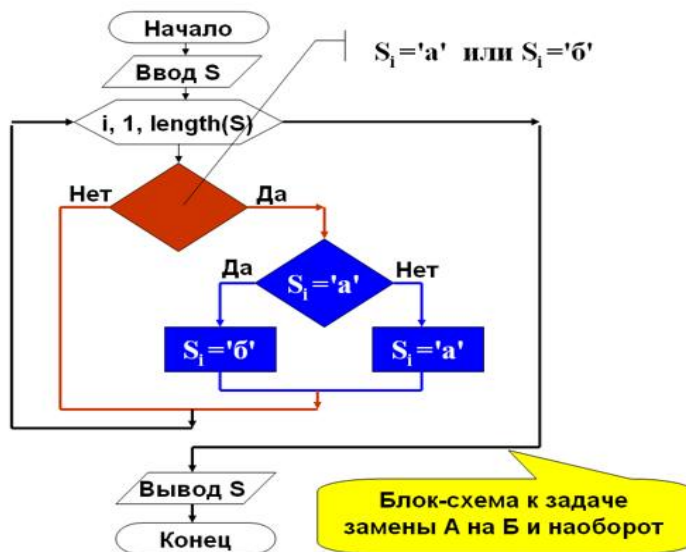 Начало
Sᵢ='а' или Sᵢ='б'
Ввод S
i, 1, length(S)
Нет
Да
Да
Нет
Sᵢ='а'
Sᵢ='б'
Sᵢ='а'
Вывод S
Блок-схема к задаче
замены А на Б и наоборот
Конец